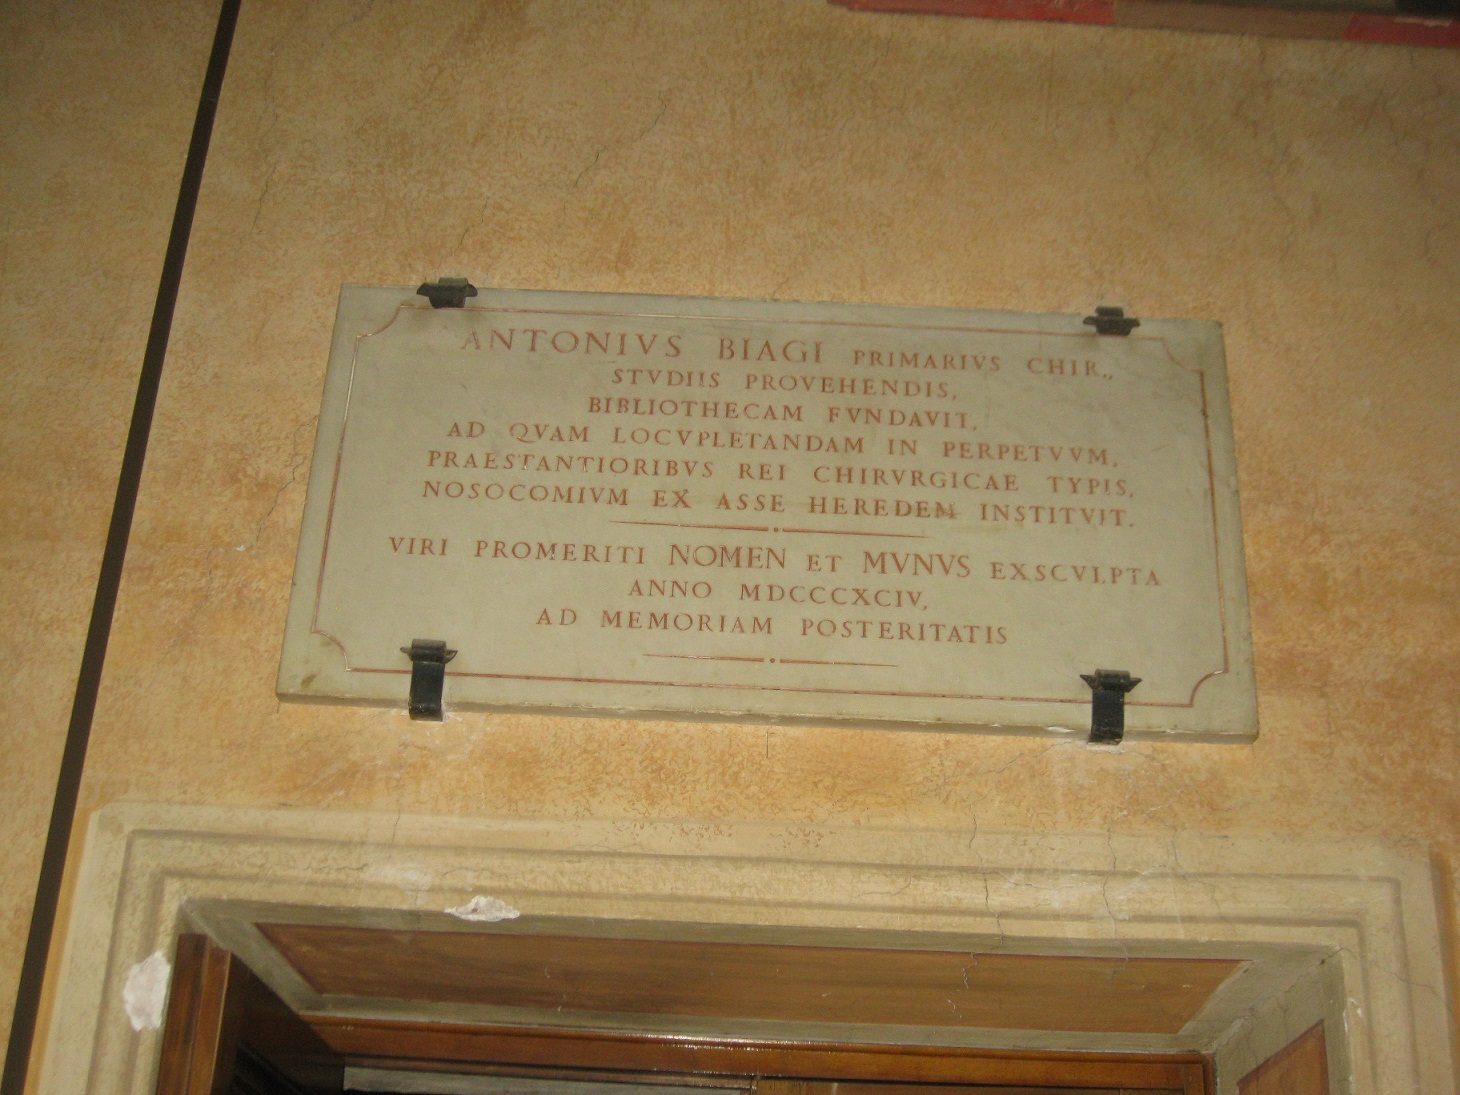 ANTONIVS BIAGI PRIMARIVS CHIR.,
STVDIIS PROVEHENDIS,
BIBLIOTHECAM FVNDAVIT,
AD QVAM LOCVPLETANDAM IN PERPETVVM,
PRAESTANTIORIBVS REI CHIRVRGICAE TYPIS,
NOSOCOMIVM EX ASSE HEREDEM INSTITVIT.
VIRI PROMERITI NOMEN ET MVNVS EXSCVLPTA
ANNO MDCCCXCIV,
AD MEMORIAM POSTERITATIS